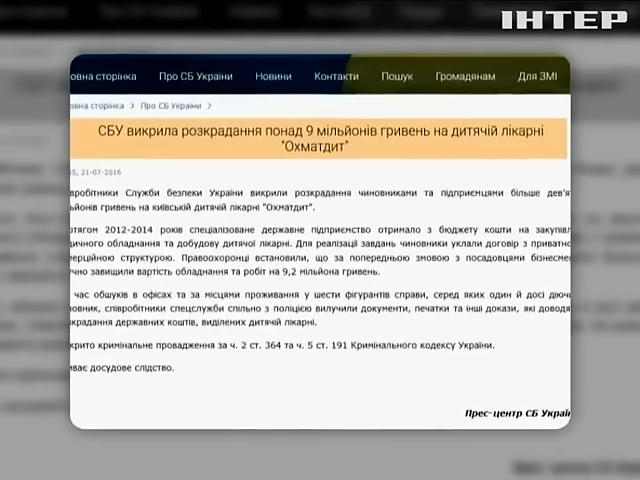 ІНТЕР
овна сторінка Про СБ України Новини Контакти Пошук Громадянам Для ЗМІ
овна сторінка > Про СБ України >
СБУ викрила розкрадання понад 9 мільйонів гривень на дитячій лікарні
"Охматдит"
5, 21-07-2016
вробітники Служби безпеки України викрили розкрадання чиновниками та підприємцями більше дев'я
ьйонів гривень на київській дитячій лікарні "Охматдит".
отягом 2012-2014 років спеціалізоване державне підприємство отримало з бюджету кошти на закупівл
дичного обладнання та добудову дитячої лікарні. Для реалізації завдань чиновники уклали договір з приватно
ерційною структурою. Правоохоронці встановили, що за попередньою змовою з посадовцями бізнесме
учно завищили вартість обладнання та робіт на 9,2 мільйона гривень.
час обшуків в офісах та за місцями проживання у шести фігурантів справи, серед яких один й досі діюч
овник, співробітники спецслужби спільно з поліцією вилучили документи, печатки та інші докази, які доводя
крадання державних коштів, виділених дитячій лікарні.
крито кримінальне провадження за ч. 2 ст. 364 та ч. 5 ст. 191 Кримінального кодексу України.
иває досудове слідство.
Прес-центр СБ Украї